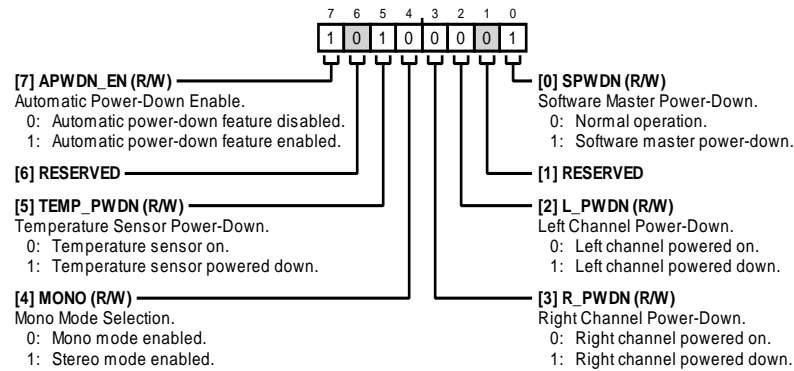 7 6 5 4 3 2 1 0
1 0 1 0 0 0 0 1
[7] APWDN_EN (R/W)
Automatic Power-Down Enable.
0: Automatic power-down feature disabled.
1: Automatic power-down feature enabled.
[6] RESERVED
[5] TEMP_PWDN (R/W)
Temperature Sensor Power-Down.
0: Temperature sensor on.
1: Temperature sensor powered down.
[4] MONO (R/W)
Mono Mode Selection.
0: Mono mode enabled.
1: Stereo mode enabled.
[0] SPWDN (R/W)
Software Master Power-Down.
0: Normal operation.
1: Software master power-down.
[1] RESERVED
[2] L_PWDN (R/W)
Left Channel Power-Down.
0: Left channel powered on.
1: Left channel powered down.
[3] R_PWDN (R/W)
Right Channel Power-Down.
0: Right channel powered on.
1: Right channel powered down.